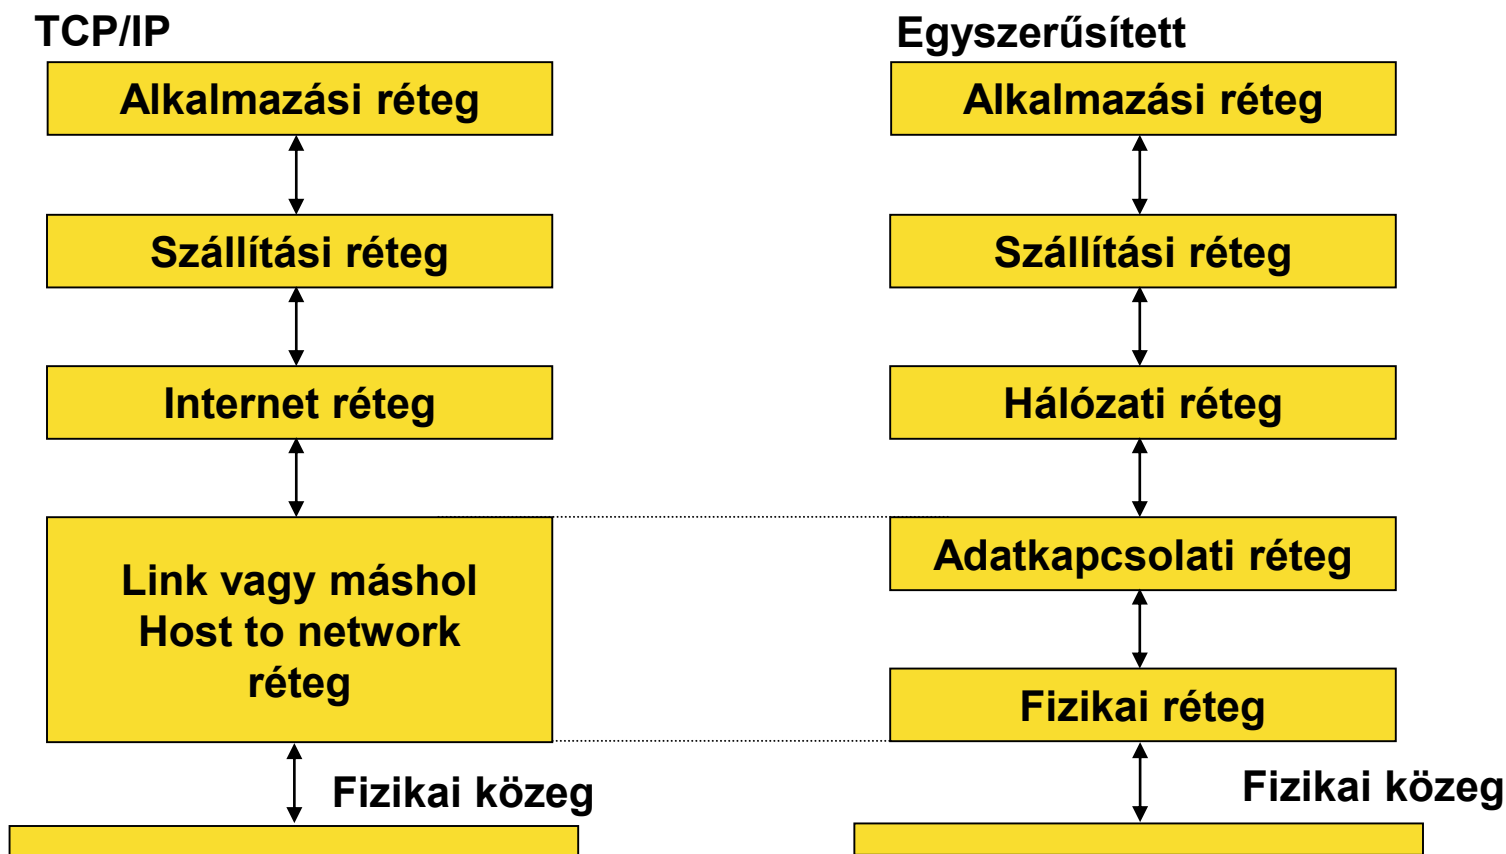 TCP/IP
Alkalmazási réteg
Szállítási réteg
Internet réteg
Link vagy máshol
Host to network
réteg
Fizikai közeg
Egyszerűsített
Alkalmazási réteg
Szállítási réteg
Hálózati réteg
Adatkapcsolati réteg
Fizikai réteg
Fizikai közeg